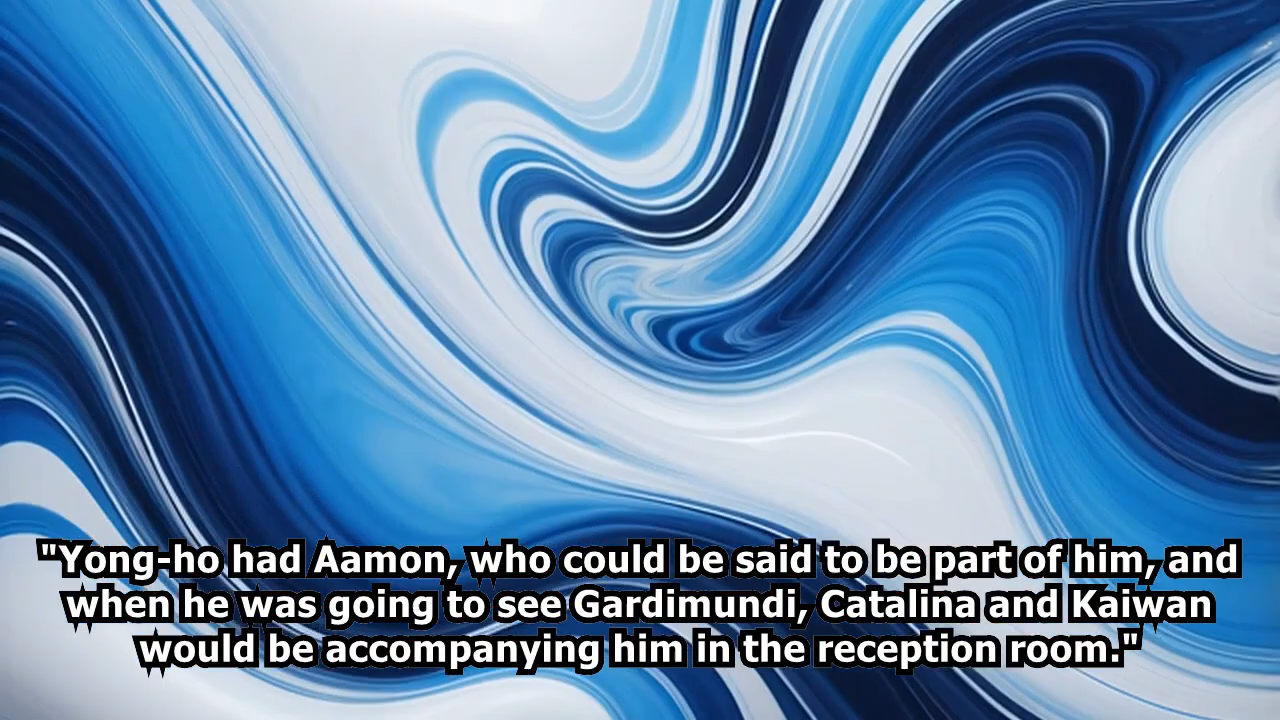 "Yong-ho had Aamon, who could be said to be part of him, and
when he was going to see Gardimundi, Catalina and Kaiwan
would be accompanying him in the reception room."